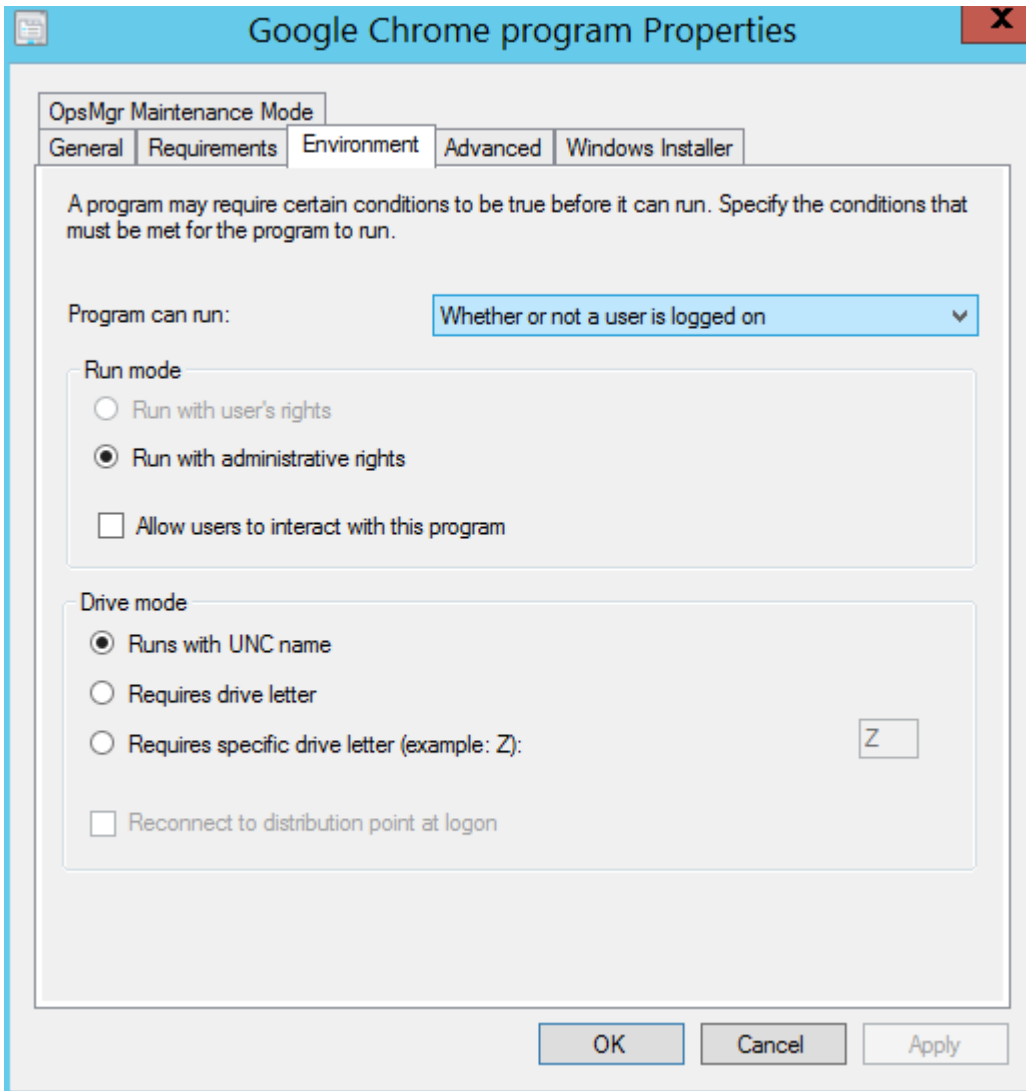 Google Chrome program Properties
X
OpsMgr Maintenance Mode
General
Requirements
Environment
Advanced
Windows Installer
A program may require certain conditions to be true before it can run. Specify the conditions that
must be met for the program to run.
Program can run:
Whether or not a user is logged on
Run mode
Run with user's rights
Run with administrative rights
Allow users to interact with this program
Drive mode
Runs with UNC name
Requires drive letter
Requires specific drive letter (example: Z):
Z
Reconnect to distribution point at logon
OK
Cancel
Apply